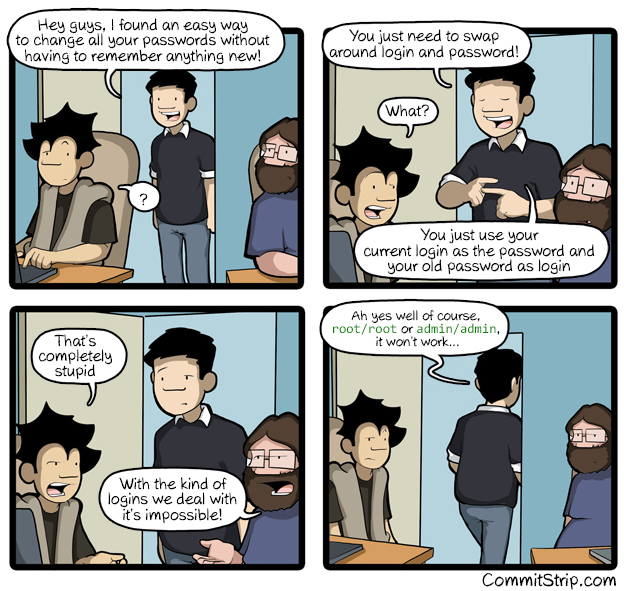 Hey guys, I found an easy way
to change all your passwords without
having to remember anything new!
?
You just need to swap
around login and password!
What?
You just use your
current login as the password and
your old password as login
That's
completely
stupid
With the kind of
logins we deal with
it's impossible!
Ah yes well of course,
root/root or admin/admin,
it won't work...
CommitStrip.com